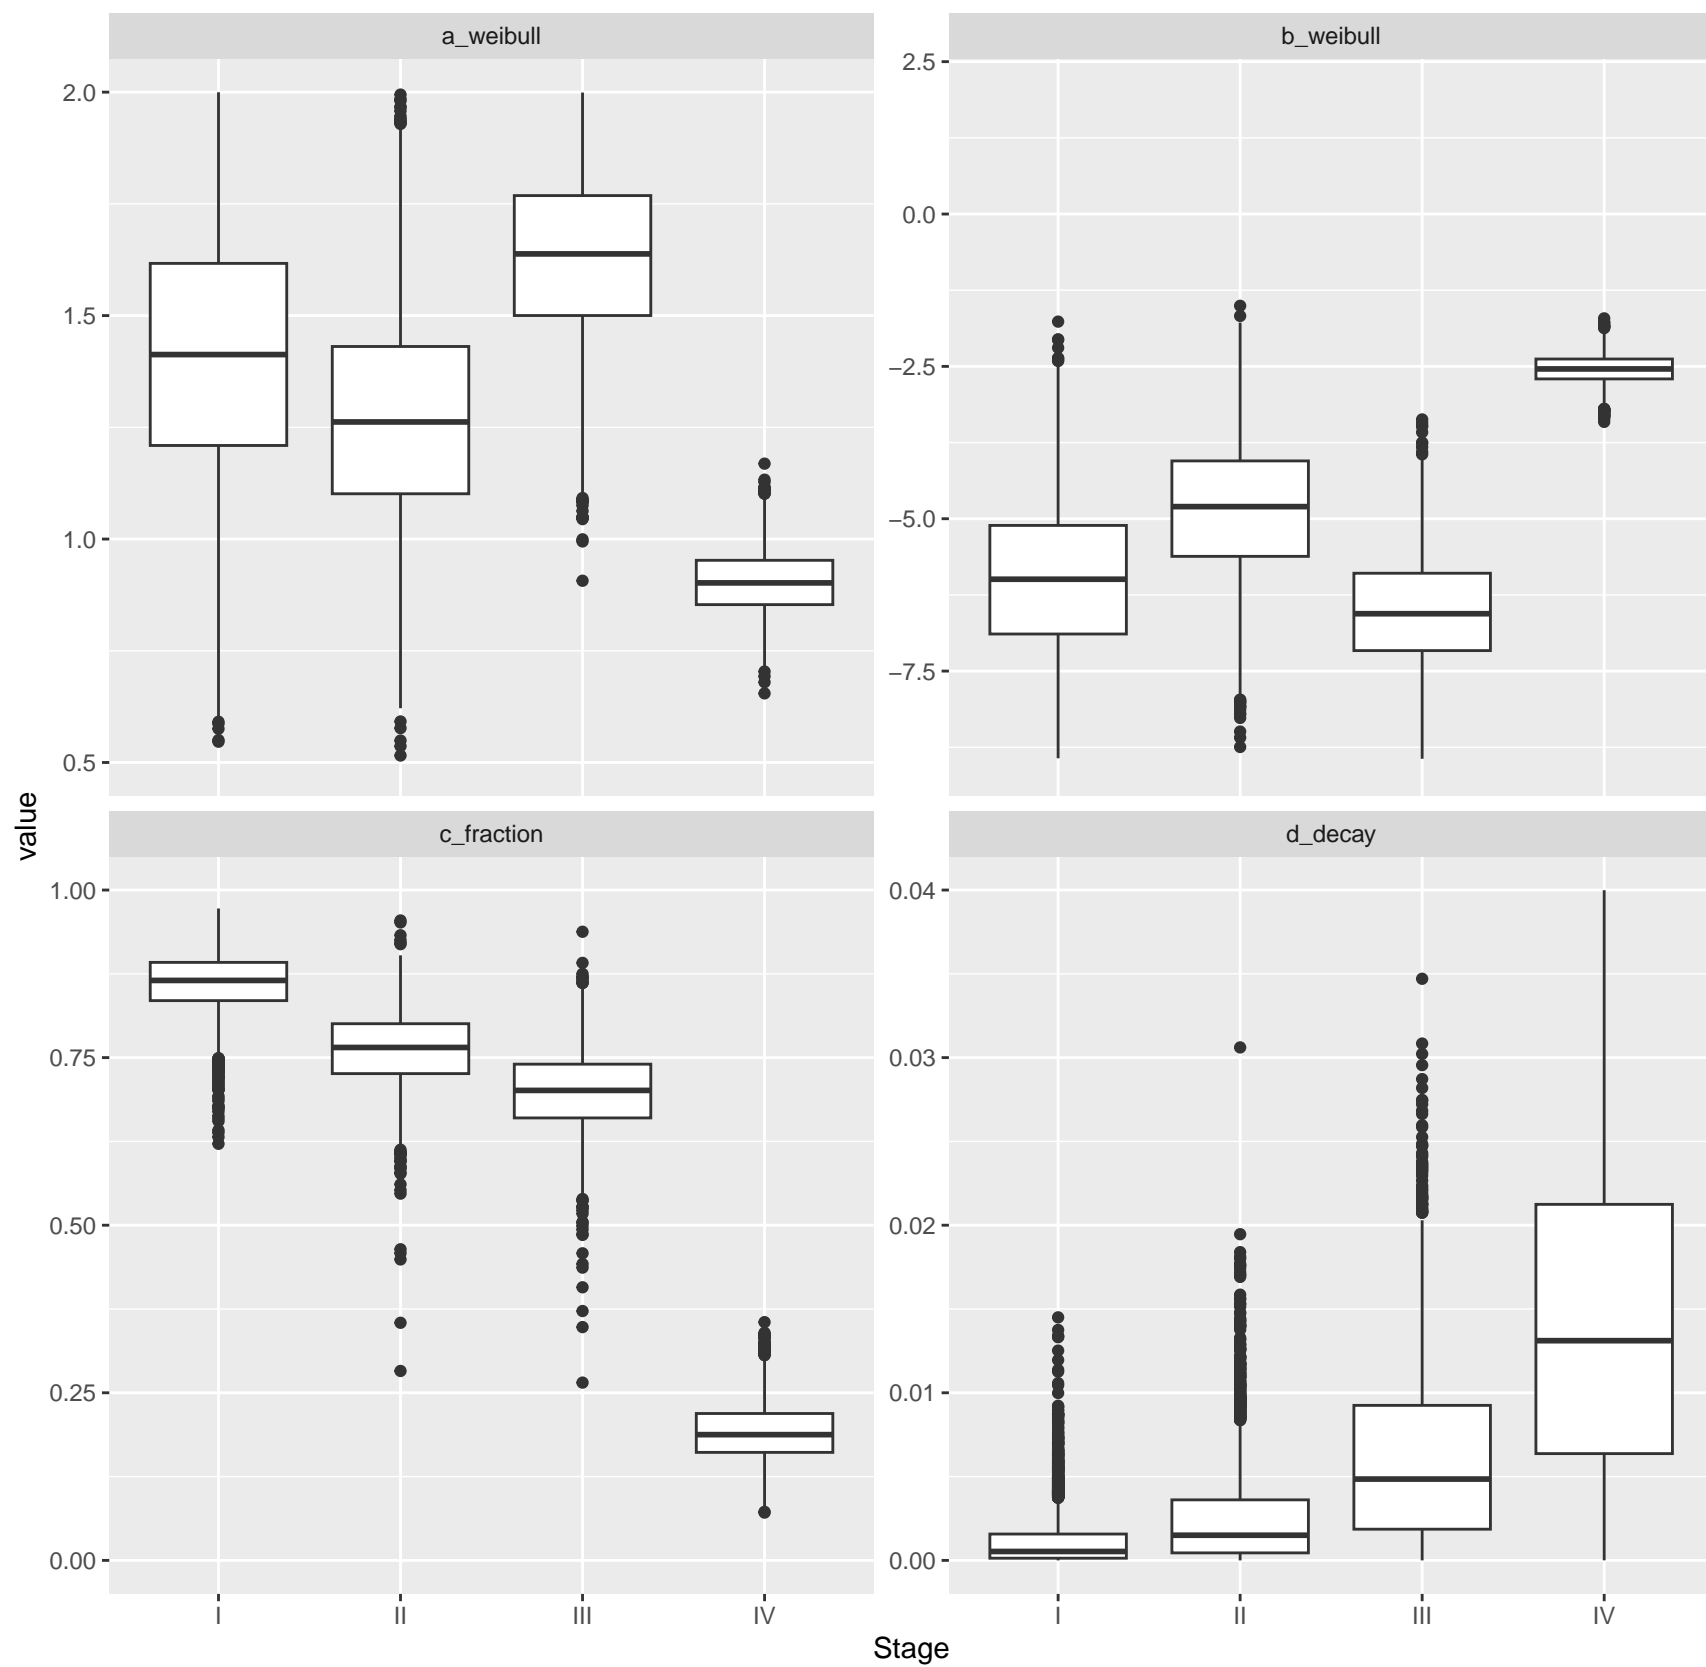 a_weibull
b_weibull
2.0
1.5
1.0
0.5
2.5
0.0
−2.5
−5.0
−7.5
value
c_fraction
d_decay
1.00
0.75
0.50
0.25
0.00
0.04
0.03
0.02
0.01
0.00
I II III IV
I II III IV
Stage